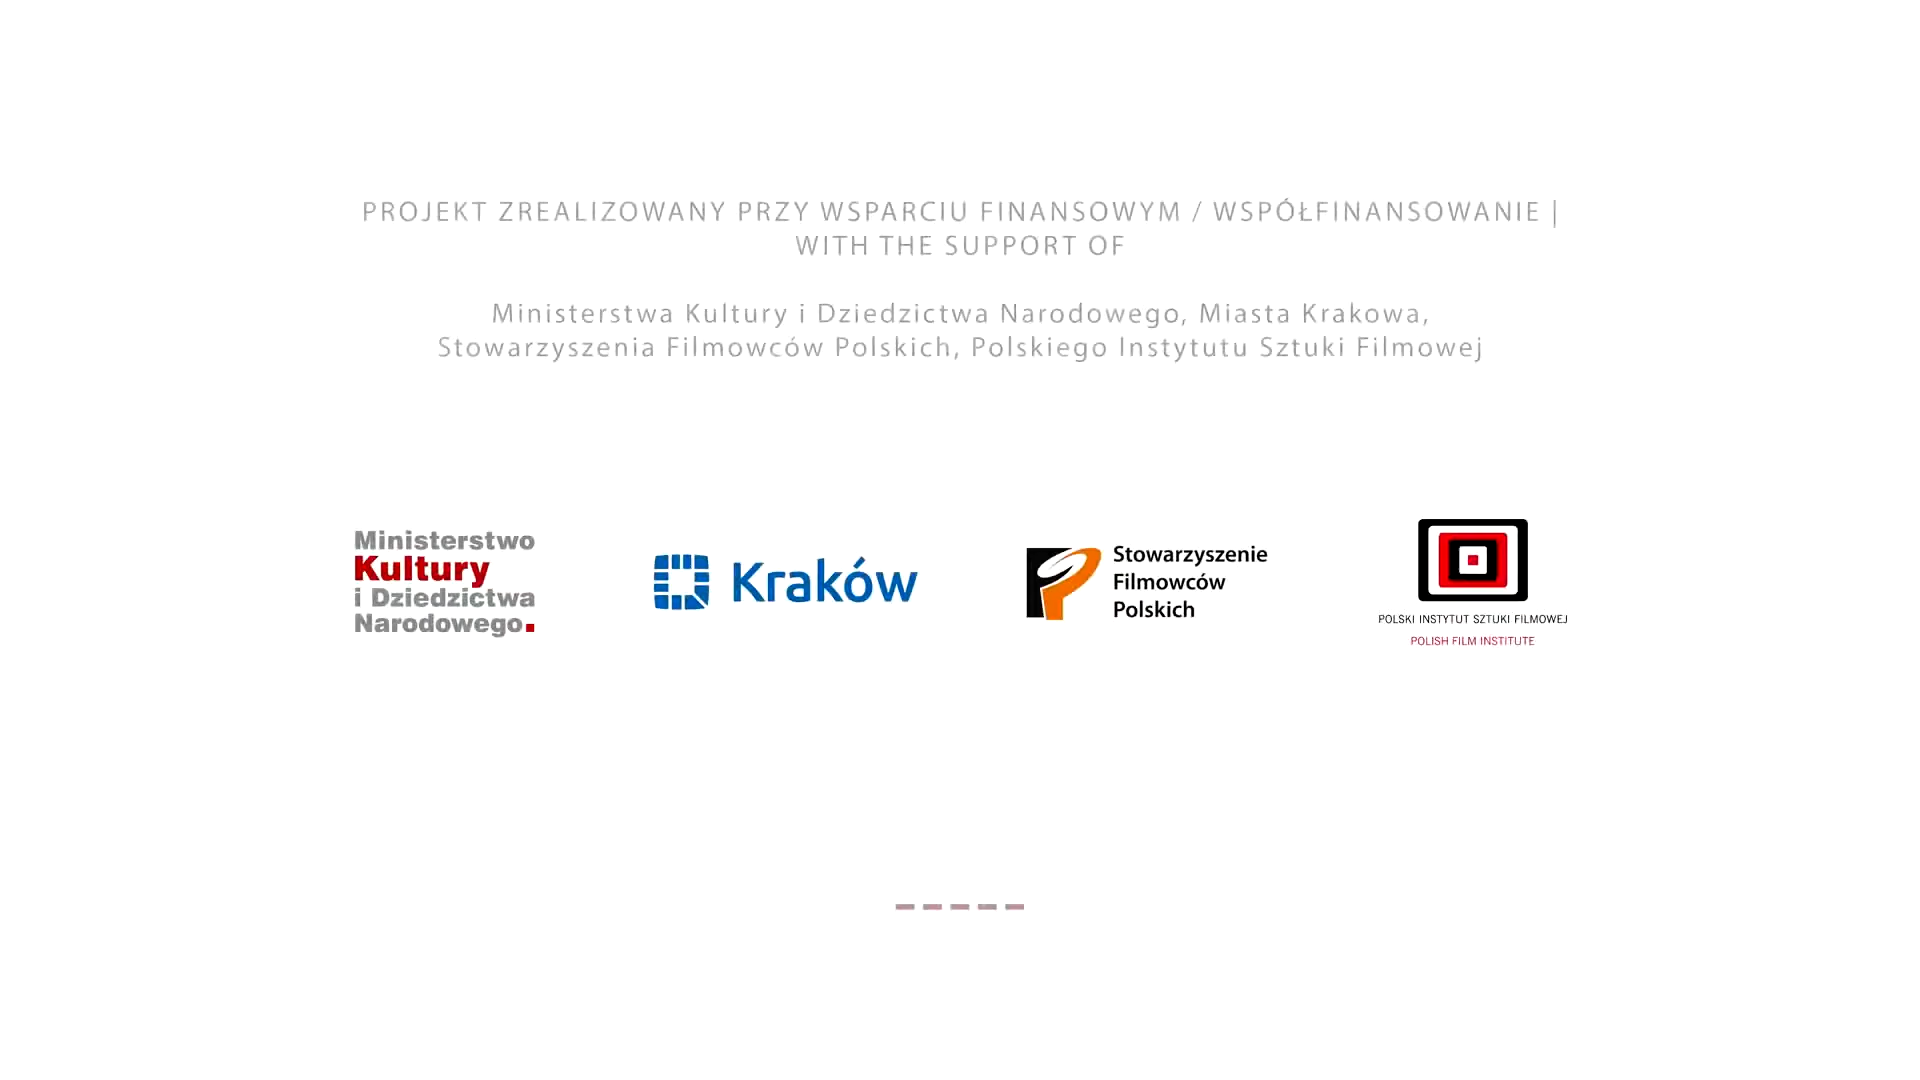 PROJEKT ZREALIZOWANY PRZY WSPARCIU FINANSOWYM / WSPÓŁFINANSOWANIE |
WITH THE SUPPORT OF
Ministerstwa Kultury i Dziedzictwa Narodowego, Miasta Krakowa,
Stowarzyszenia Filmowców Polskich, Polskiego Instytutu Sztuki Filmowej
Ministerstwo
Kultury
i Dziedzictwa
Narodowego.
Kraków
Stowarzyszenie
Filmowców
Polskich
POLSKI INSTYTUT SZTUKI FILMOWEJ
POLISH FILM INSTITUTE